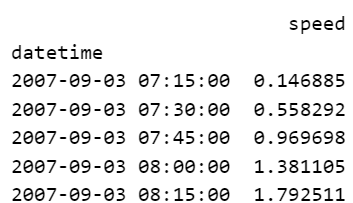 speed
datetime
2007-09-03 07:15:00 0.146885
2007-09-03 07:30:00 0.558292
2007-09-03 07:45:00 0.969698
2007-09-03 08:00:00 1.381105
2007-09-03 08:15:00 1.792511